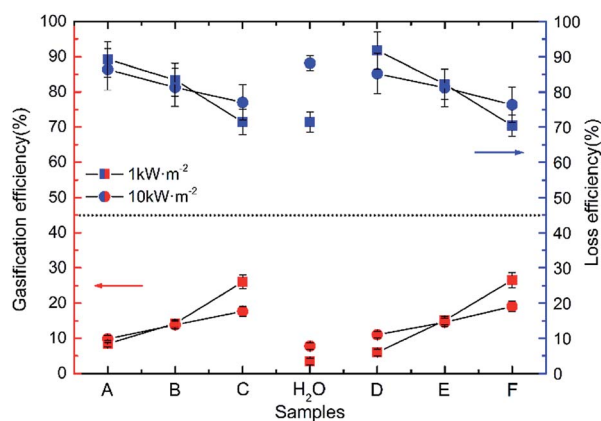 100
90
80
70
60
50
40
30
20
10
0
Gasification efficiency(%)
1kW·m-2
10kW·m-2
A
B
C
H2O
D
E
F
Samples
100
90
80
70
60
50
40
30
20
10
0
Loss efficiency(%)